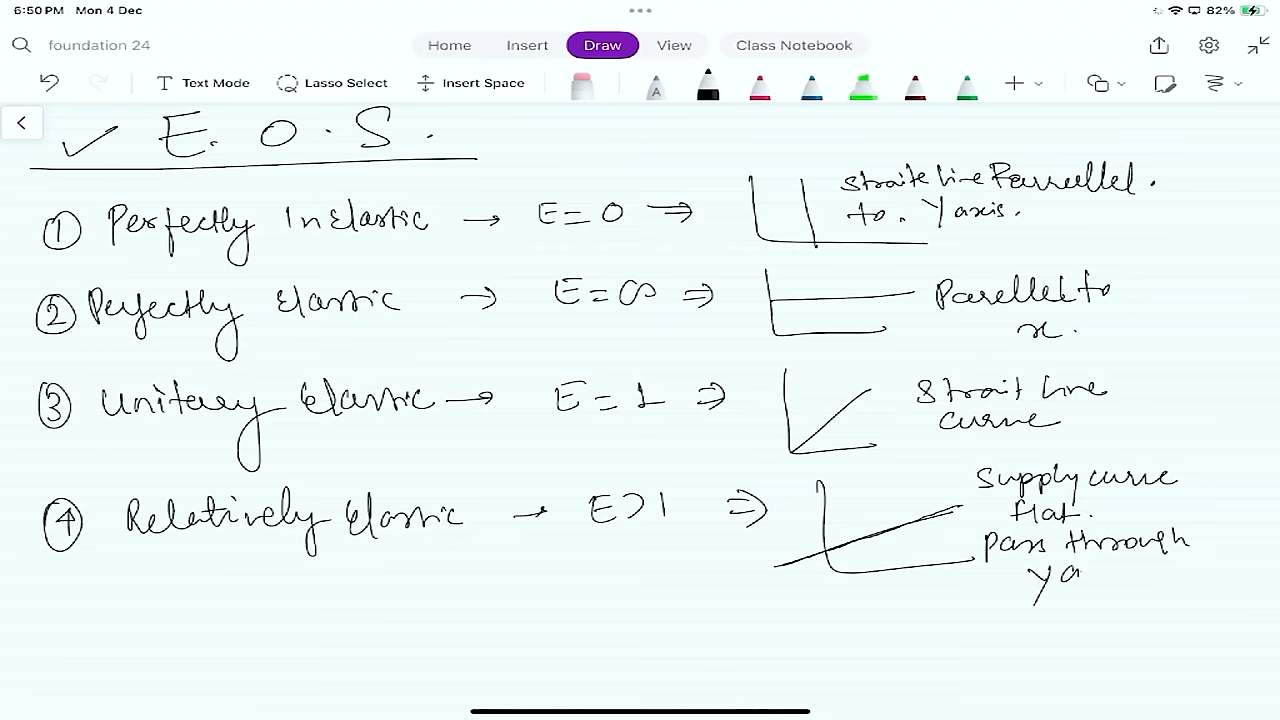 6:50 PM Mon 4 Dec
82%
foundation 24
Home Insert Draw View Class Notebook
Text Mode Lasso Select Insert Space
E. O. S.
① Perfectly Inelastic → E=0 ⇒ Straite line Parrellel.
to. Y axis.
② Perfectly Elastic → E=∞ ⇒ Parellel to
x.
③ Unitary Elastic → E=1 ⇒ Strait line
curve
④ Relatively Elastic → E>1 ⇒ Supply curve
flat.
pass through
Y a